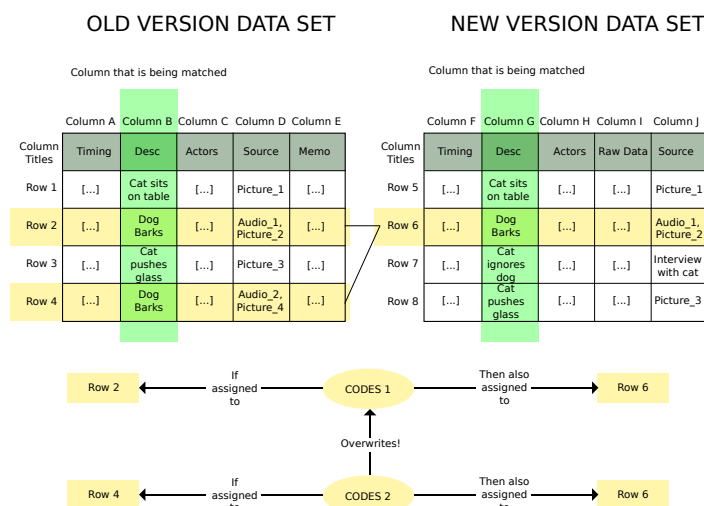 OLD VERSION DATA SET
NEW VERSION DATA SET
Column that is being matched
Column that is being matched
Column A Column B Column C Column D Column E
Column F Column G Column H Column I Column J
Column Titles
Timing Desc Actors Source Memo
Column Titles
Timing Desc Actors Raw Data Source
Row 1 [...] Cat sits on table [...] Picture_1 [...]
Row 5 [...] Cat sits on table [...] [...] Picture_1
Row 2 [...] Dog Barks [...] Audio_1, Picture_2 [...]
Row 6 [...] Dog Barks [...] [...] Audio_1, Picture_2
Row 3 [...] Cat pushes glass [...] Picture_3 [...]
Row 7 [...] Cat ignores dog [...] [...] Interview with cat
Row 4 [...] Dog Barks [...] Audio_2, Picture_4 [...]
Row 8 [...] Cat pushes glass [...] [...] Picture_3
Row 2
If assigned to
CODES 1
Then also assigned to
Row 6
Overwrites!
Row 4
If assigned to
CODES 2
Then also assigned to
Row 6